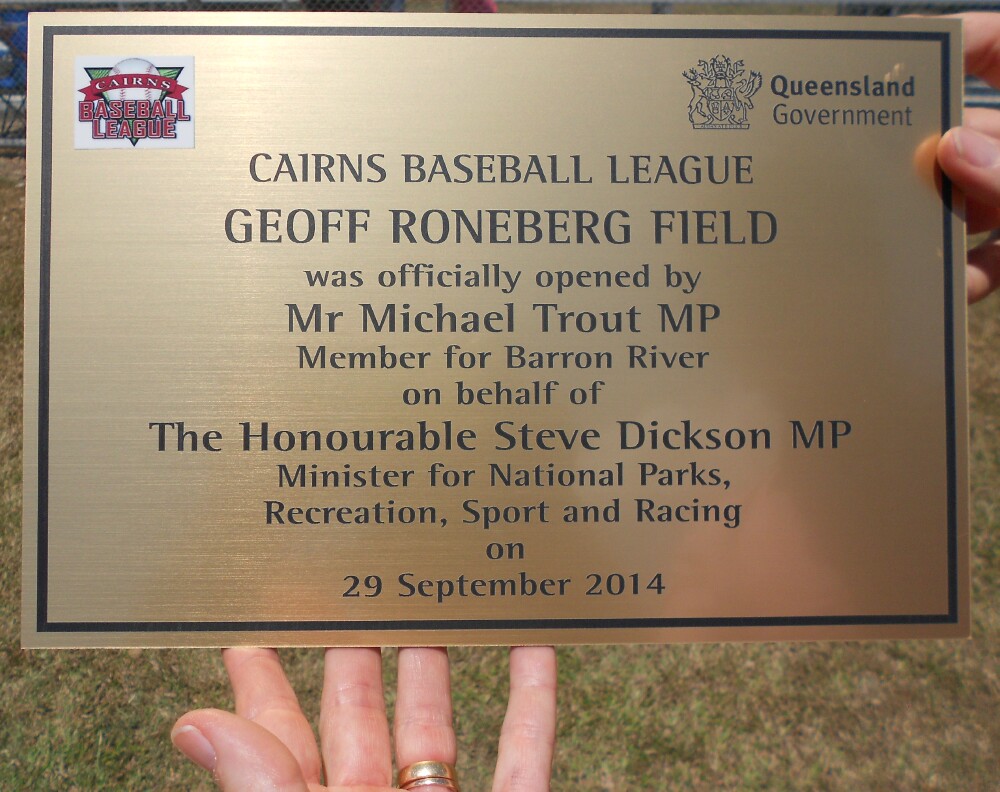 CAIRNS
BASEBALL
LEAGUE
Queensland
Government
CAIRNS BASEBALL LEAGUE
GEOFF RONEBERG FIELD
was officially opened by
Mr Michael Trout MP
Member for Barron River
on behalf of
The Honourable Steve Dickson MP
Minister for National Parks,
Recreation, Sport and Racing
on
29 September 2014